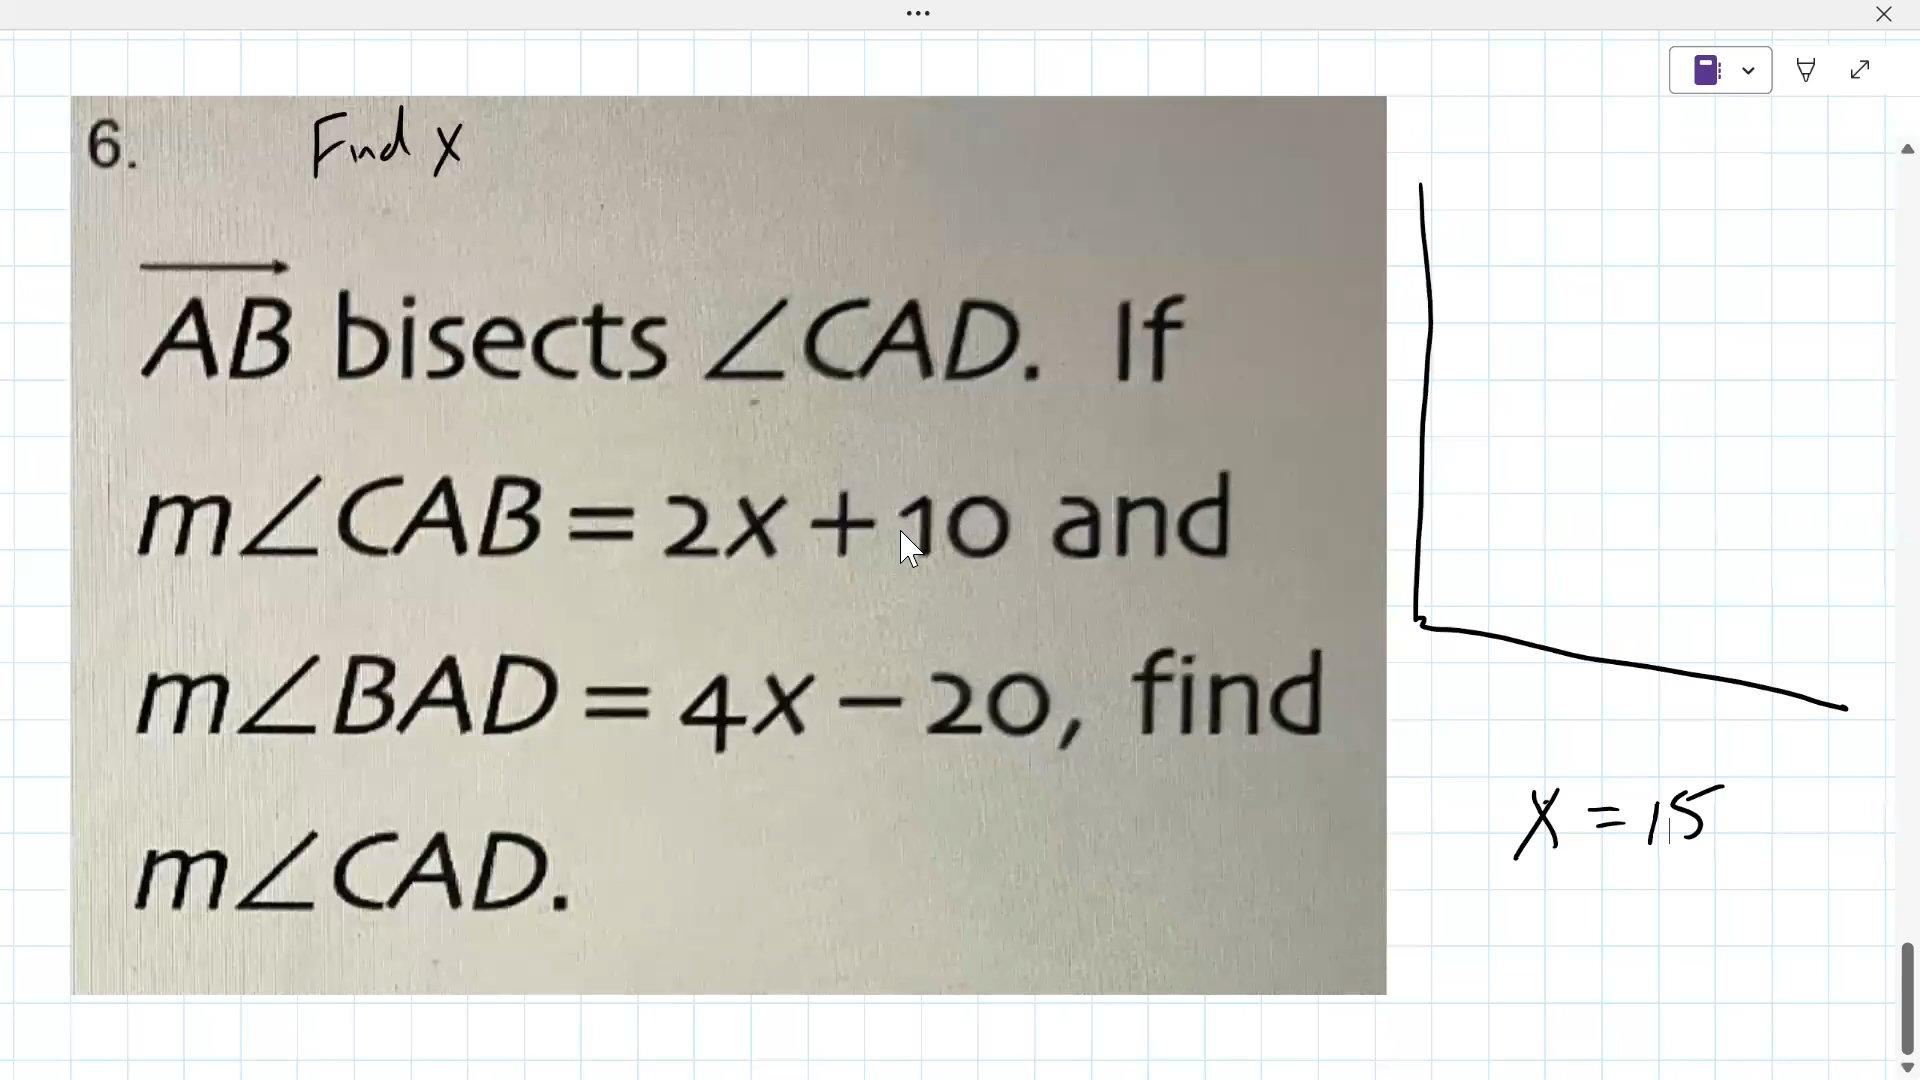 6. Find x
AB bisects ∠CAD. If
m∠CAB = 2x + 10 and
m∠BAD = 4x – 20, find
m∠CAD.
x = 15